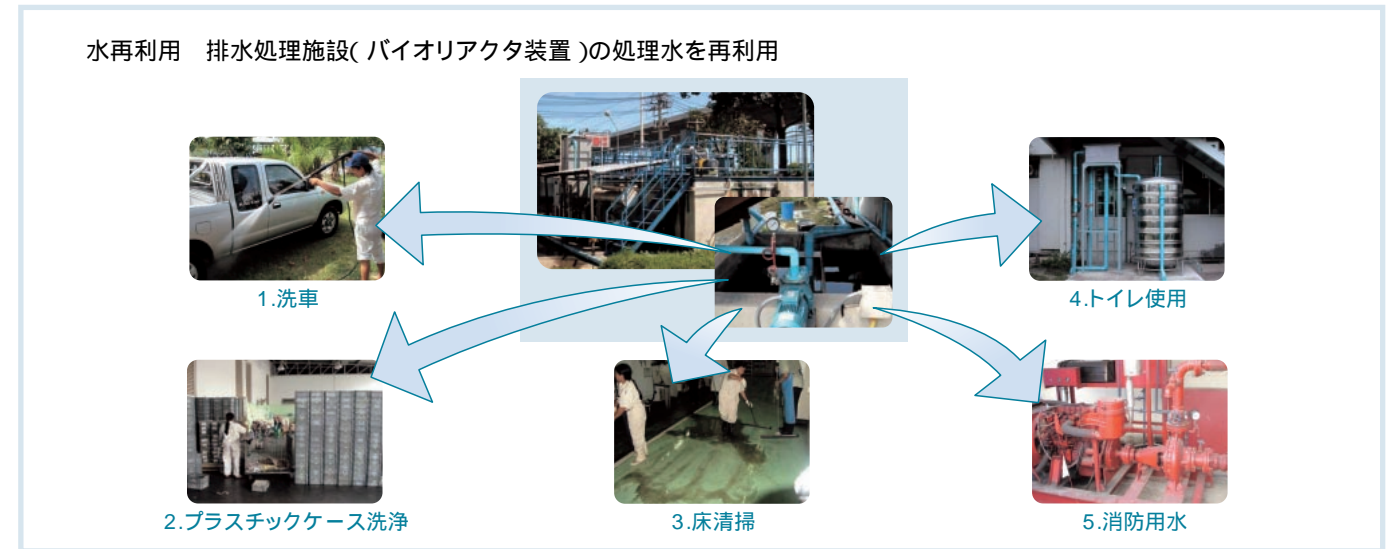 水再利用　排水処理施設(バイオリアクタ装置)の処理水を再利用
1.洗車
4.トイレ使用
2.プラスチックケース洗浄
3.床清掃
5.消防用水